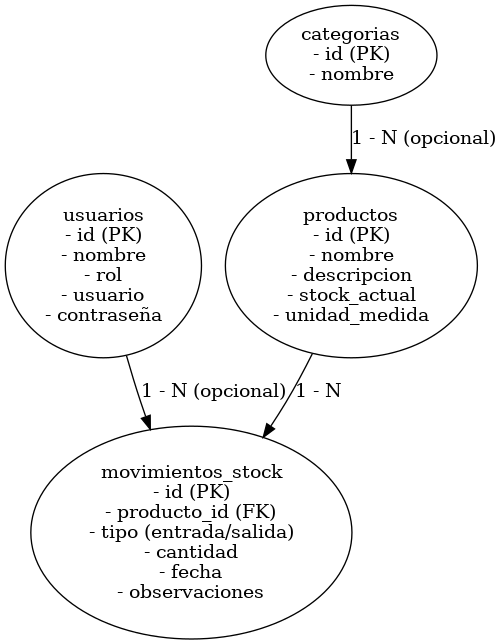 categorias
- id (PK)
- nombre
1 - N (opcional)
usuarios
- id (PK)
- nombre
- rol
- usuario
- contraseña
productos
- id (PK)
- nombre
- descripcion
- stock_actual
- unidad_medida
1 - N (opcional)
1 - N
movimientos_stock
- id (PK)
- producto_id (FK)
- tipo (entrada/salida)
- cantidad
- fecha
- observaciones